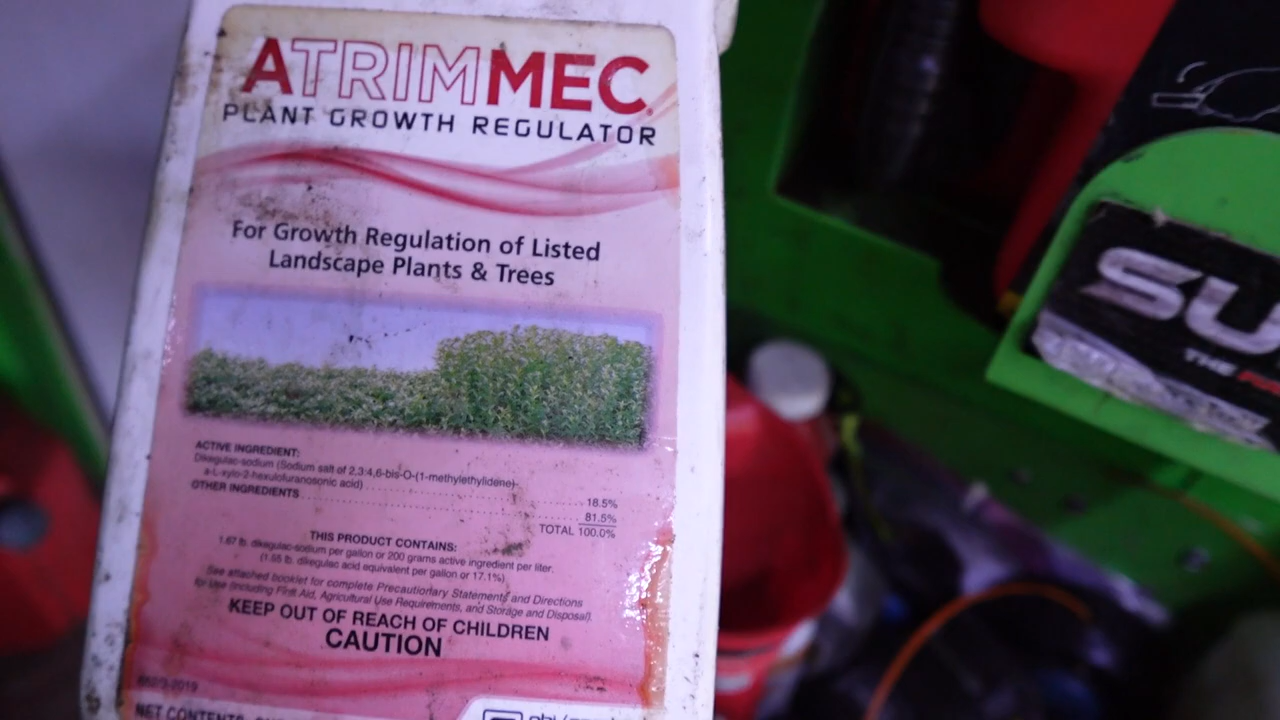 ATRIMMEC®
PLANT GROWTH REGULATOR
For Growth Regulation of Listed
Landscape Plants & Trees
ACTIVE INGREDIENT:
Dikegulac-sodium (Sodium salt of 2,3:4,6-bis-O-(1-methylethylidene)-
a-L-xylo-2-hexulofuranosonic acid) 18.5%
OTHER INGREDIENTS 81.5%
TOTAL 100.0%
THIS PRODUCT CONTAINS:
1.67 lb. dikegulac-sodium per gallon or 200 grams active ingredient per liter.
(1.55 lb. dikegulac acid equivalent per gallon or 17.1%)
See attached booklet for complete Precautionary Statements and Directions
for Use (including First Aid, Agricultural Use Requirements, and Storage and Disposal).
KEEP OUT OF REACH OF CHILDREN
CAUTION
NET CONTENTS
SU
THE